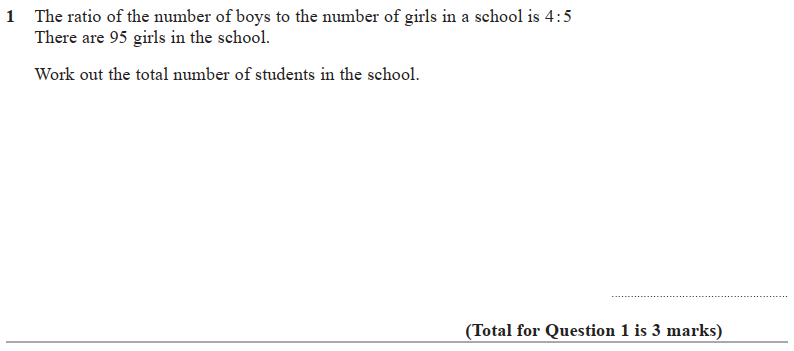 1 The ratio of the number of boys to the number of girls in a school is 4:5
There are 95 girls in the school.
Work out the total number of students in the school.
(Total for Question 1 is 3 marks)